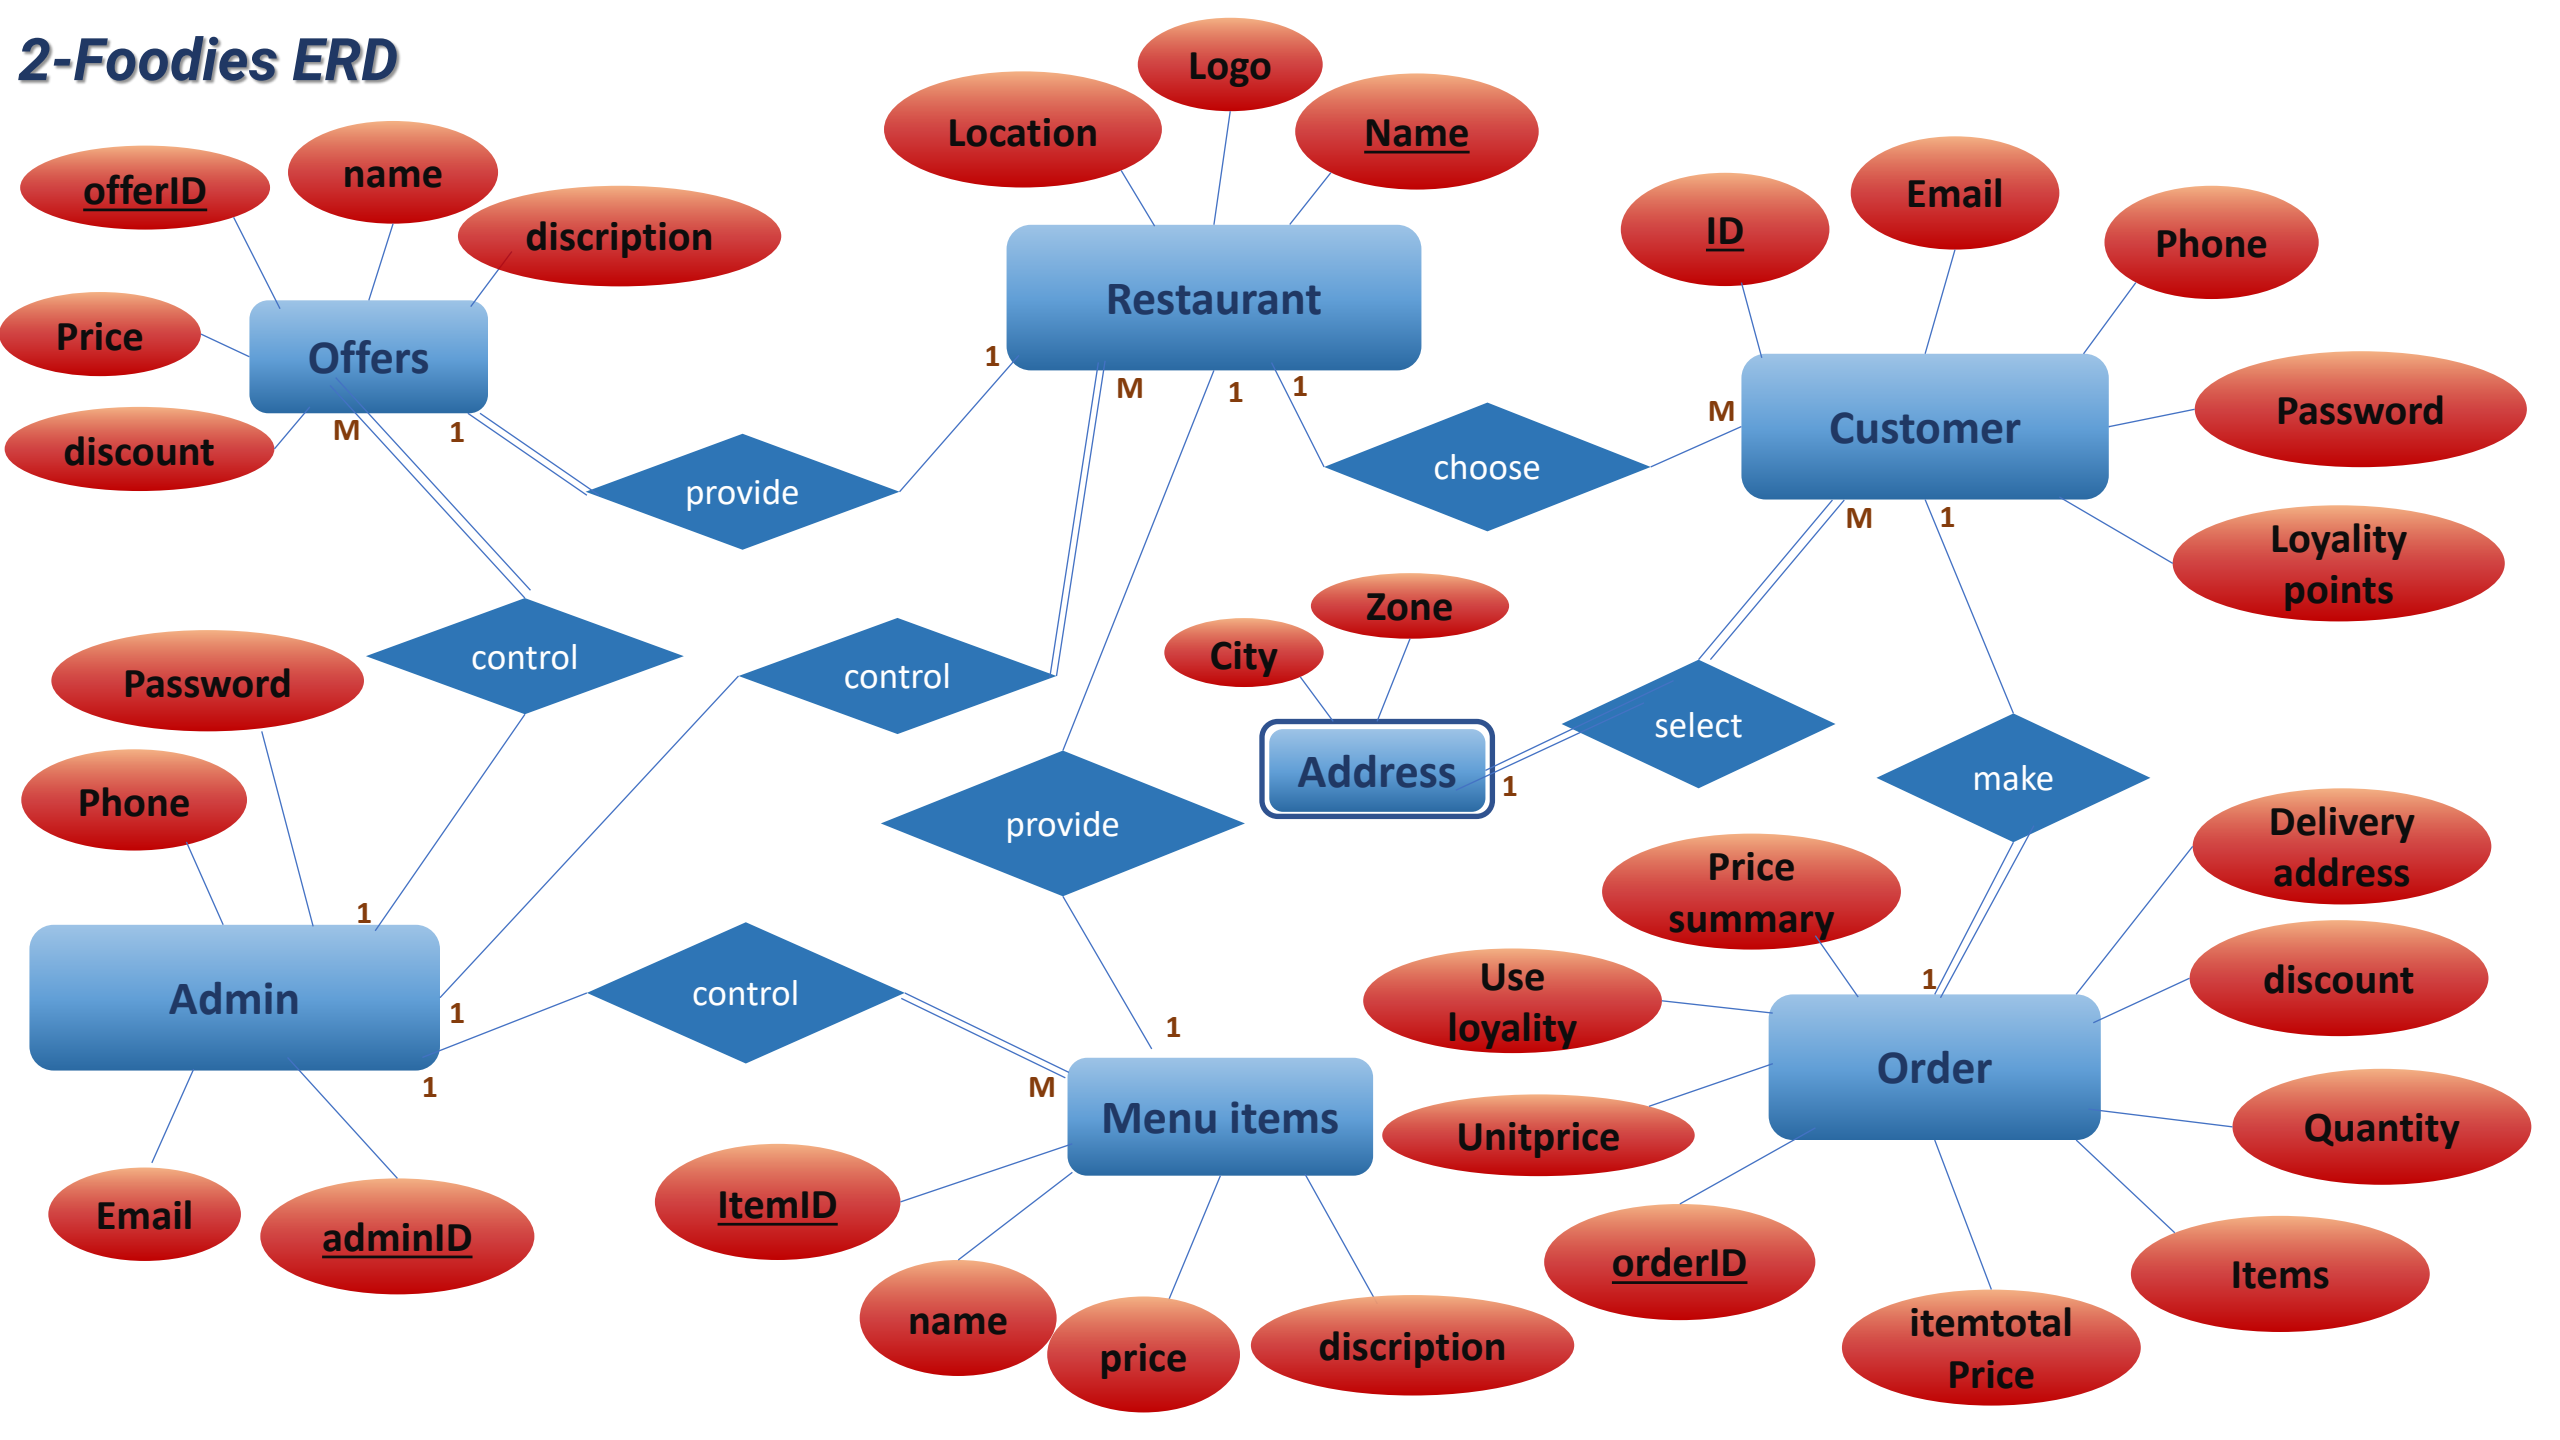 2-Foodies ERD
Logo
Location
Name
offerID
name
discription
ID
Email
Phone
Restaurant
Price
Offers
1
M
1
1
M
Customer
Password
discount
M
1
choose
provide
M
1
Loyality
points
Zone
control
City
control
Password
select
Address
1
make
Phone
provide
Delivery
address
Price
summary
1
Admin
1
control
1
Use
loyality
1
discount
Order
1
M
Menu items
Unitprice
Quantity
Email
adminID
ItemID
orderID
Items
name
price
discription
itemtotal
Price